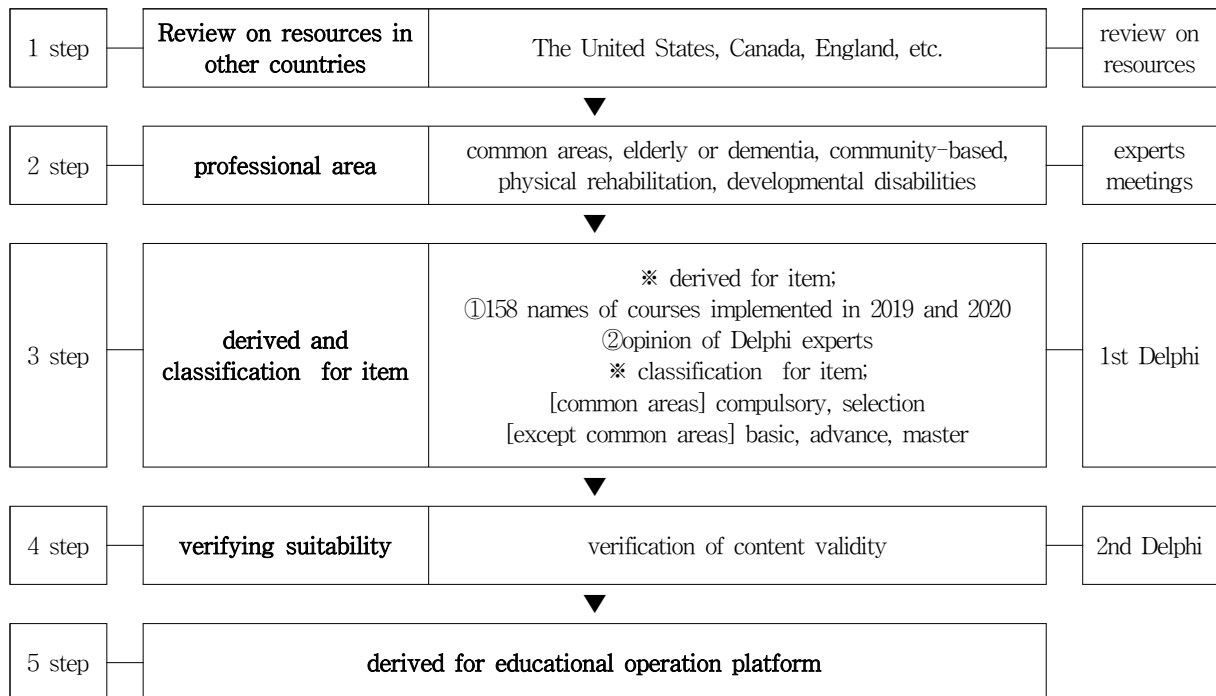 1 step
Review on resources in
other countries
The United States, Canada, England, etc.
review on
resources
▼
2 step
professional area
common areas, elderly or dementia, community-based,
physical rehabilitation, developmental disabilities
experts
meetings
▼
3 step
derived and
classification for item
※ derived for item;
①158 names of courses implemented in 2019 and 2020
②opinion of Delphi experts
※ classification for item;
[common areas] compulsory, selection
[except common areas] basic, advance, master
1st Delphi
▼
4 step
verifying suitability
verification of content validity
2nd Delphi
▼
5 step
derived for educational operation platform